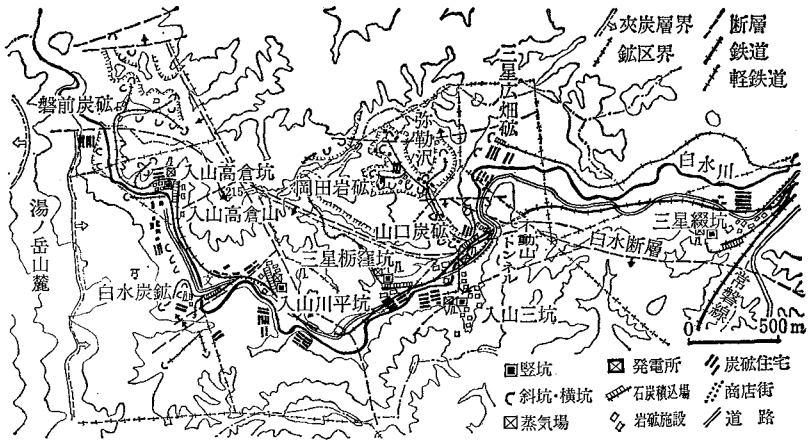 夾炭層界
断層
鉱区界
鉄道
軽鉄道
磐前炭砿
三星広畑砿
弥勒沢
白水川
入山高倉坑
岡田岩砿
入山高倉山
山口炭砿
三星綴坑
湯ノ岳山麓
三星栃窪坑
不動山トンネル
白水断層
白水炭鉱
入山川平坑
入山三坑
常磐線
0 500m
竪坑
発電所
炭砿住宅
斜坑・横坑
石炭積込場
商店街
蒸気場
岩砿施設
道路